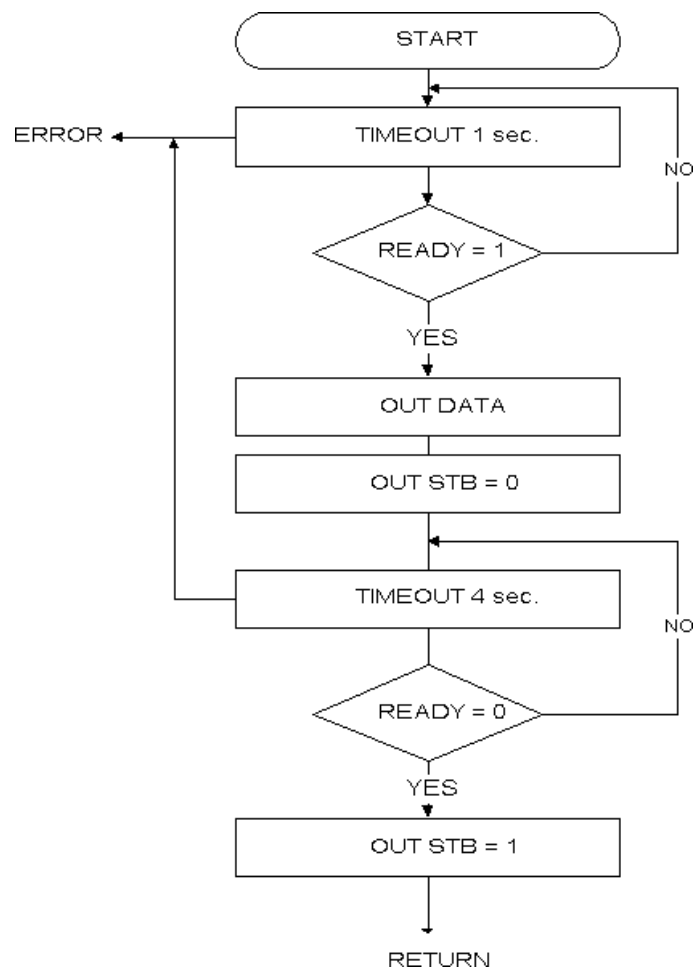 START
ERROR
TIMEOUT 1 sec.
NO
READY = 1
YES
OUT DATA
OUT STB = 0
TIMEOUT 4 sec.
NO
READY = 0
YES
OUT STB = 1
RETURN